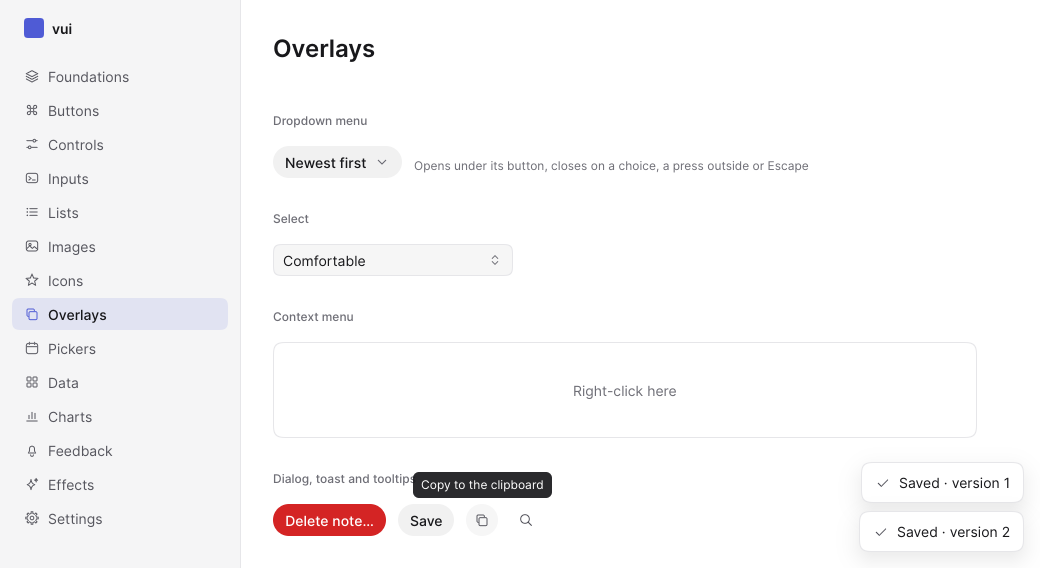 vui
Foundations
Buttons
Controls
Inputs
Lists
Images
Icons
Overlays
Pickers
Data
Charts
Feedback
Effects
Settings
Overlays
Dropdown menu
Newest first
Opens under its button, closes on a choice, a press outside or Escape
Select
Comfortable
Context menu
Right-click here
Dialog, toast and tooltips
Copy to the clipboard
Delete note...
Save
Saved · version 1
Saved · version 2